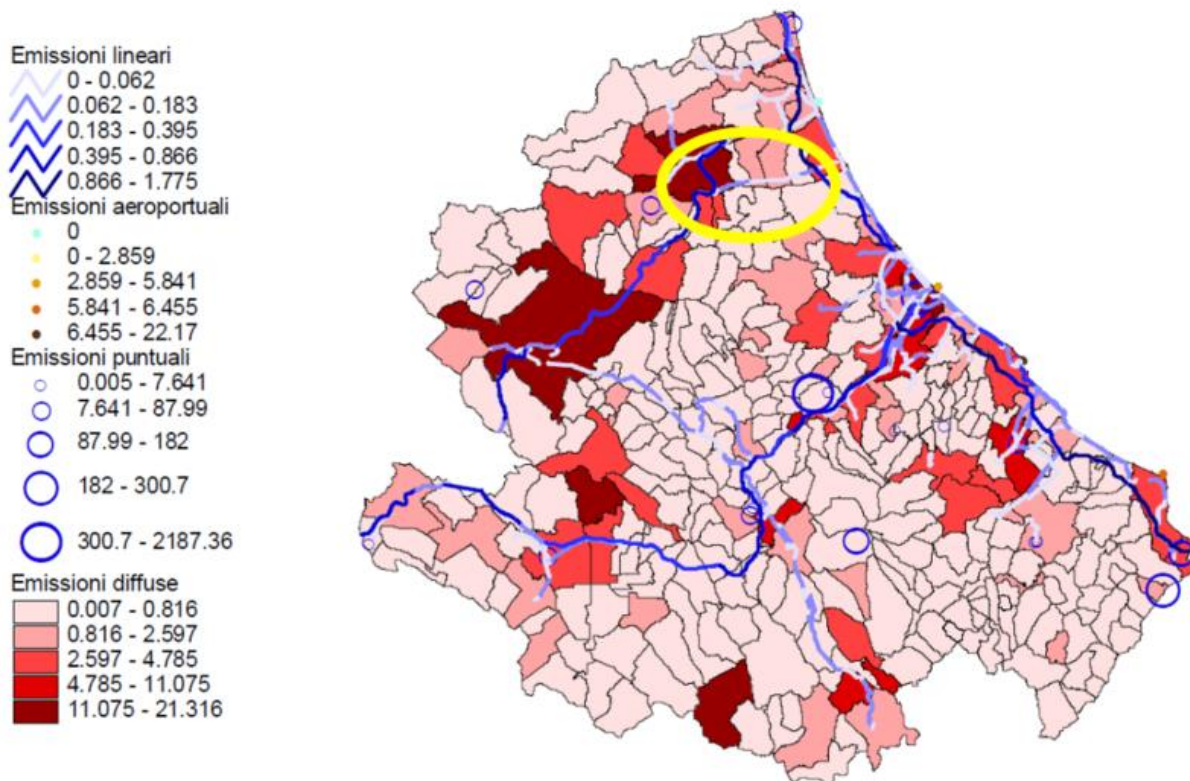 Emissioni lineari
0 - 0.062
0.062 - 0.183
0.183 - 0.395
0.395 - 0.866
0.866 - 1.775
Emissioni aeroportuali
0
0 - 2.859
2.859 - 5.841
5.841 - 6.455
6.455 - 22.17
Emissioni puntuali
0.005 - 7.641
7.641 - 87.99
87.99 - 182
182 - 300.7
300.7 - 2187.36
Emissioni diffuse
0.007 - 0.816
0.816 - 2.597
2.597 - 4.785
4.785 - 11.075
11.075 - 21.316